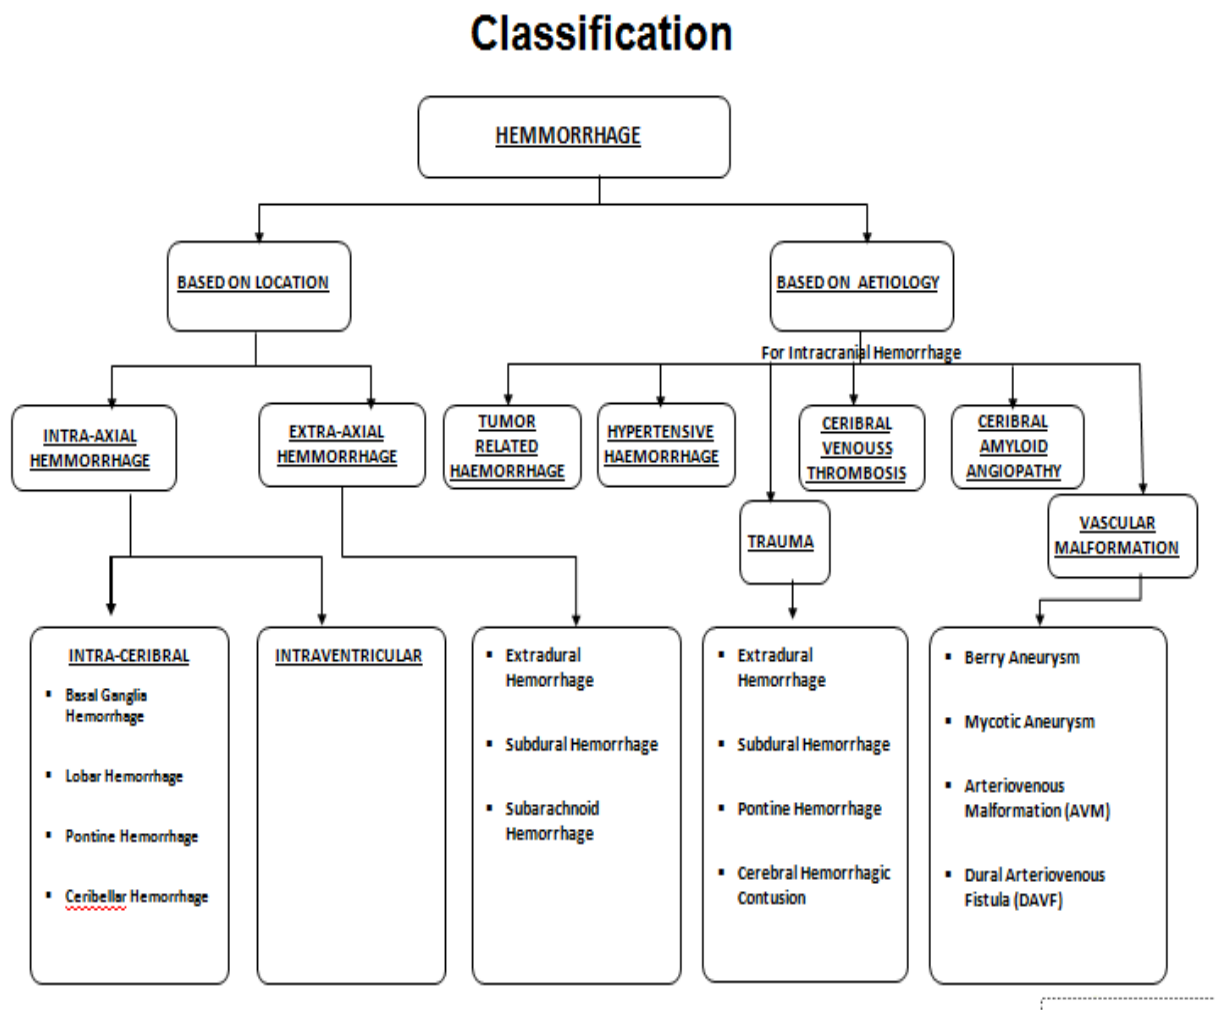 Classification
HEMMORRHAGE
BASED ON LOCATION
BASED ON AETIOLOGY
For Intracranial Hemorrhage
INTRA-AXIAL
HEMMORRHAGE
EXTRA-AXIAL
HEMMORRHAGE
TUMOR
RELATED
HAEMORRHAGE
HYPERTENSIVE
HAEMORRHAGE
CERIBRAL
VENOUSS
THROMBOSIS
CERIBRAL
AMYLOID
ANGIOPATHY
TRAUMA
VASCULAR
MALFORMATION
INTRA-CERIBRAL
▪ Basal Ganglia
Hemorrhage
▪ Lobar Hemorrhage
▪ Pontine Hemorrhage
▪ Ceribellar Hemorrhage
INTRAVENTRICULAR
▪ Extradural
Hemorrhage
▪ Subdural Hemorrhage
▪ Subarachnoid
Hemorrhage
▪ Extradural
Hemorrhage
▪ Subdural Hemorrhage
▪ Pontine Hemorrhage
▪ Cerebral Hemorrhagic
Contusion
▪ Berry Aneurysm
▪ Mycotic Aneurysm
▪ Arteriovenous
Malformation (AVM)
▪ Dural Arteriovenous
Fistula (DAVF)